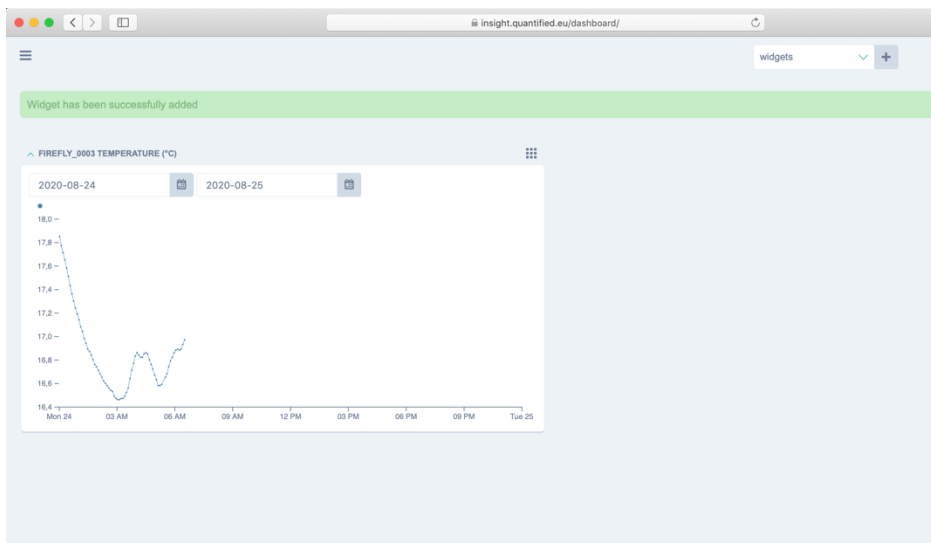 insight.quantified.eu/dashboard/
widgets
Widget has been successfully added
FIREFLY_0003 TEMPERATURE (°C)
2020-08-24 2020-08-25
18,0
17,8
17,6
17,4
17,2
17,0
16,8
16,6
16,4
Mon 24 03 AM 06 AM 09 AM 12 PM 03 PM 06 PM 09 PM Tue 25